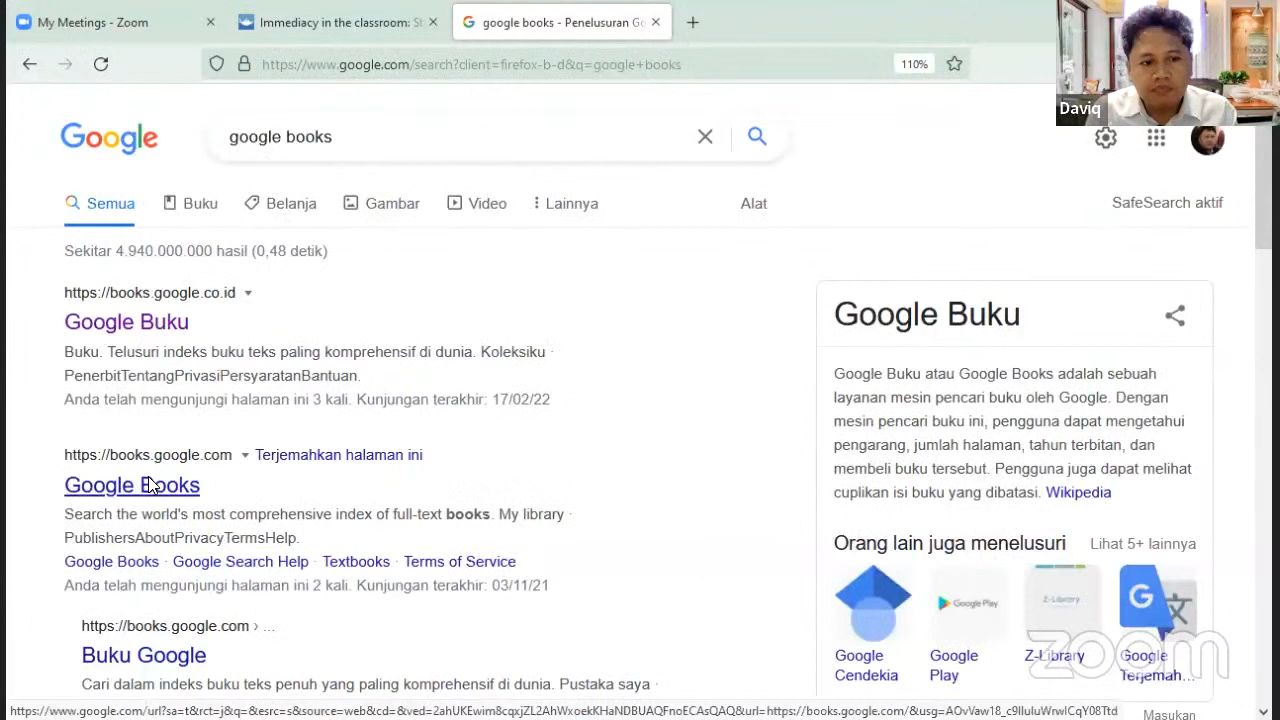 My Meetings - Zoom
Immediacy in the classroom: St
google books - Penelusuran Go
https://www.google.com/search?client=firefox-b-d&q=google+books
110%
Daviq
Google
google books
Semua
Buku
Belanja
Gambar
Video
Lainnya
Alat
SafeSearch aktif
Sekitar 4.940.000.000 hasil (0,48 detik)
https://books.google.co.id
Google Buku
Buku. Telusuri indeks buku teks paling komprehensif di dunia. Koleksiku ·
PenerbitTentangPrivasiPersyaratanBantuan.
Anda telah mengunjungi halaman ini 3 kali. Kunjungan terakhir: 17/02/22
https://books.google.com Terjemahkan halaman ini
Google Books
Search the world's most comprehensive index of full-text books. My library ·
PublishersAboutPrivacyTermsHelp.
Google Books · Google Search Help · Textbooks · Terms of Service
Anda telah mengunjungi halaman ini 2 kali. Kunjungan terakhir: 03/11/21
https://books.google.com › ...
Buku Google
Cari dalam indeks buku teks penuh yang paling komprehensif di dunia. Pustaka saya ·
Google Buku
Google Buku atau Google Books adalah sebuah
layanan mesin pencari buku oleh Google. Dengan
mesin pencari buku ini, pengguna dapat mengetahui
pengarang, jumlah halaman, tahun terbitan, dan
membeli buku tersebut. Pengguna juga dapat melihat
cuplikan isi buku yang dibatasi. Wikipedia
Orang lain juga menelusuri
Lihat 5+ lainnya
Google Play
Z-Library
G
Google
Cendekia
Google
Play
Z-Library
Google
Terjemah...
zoom
Masukan